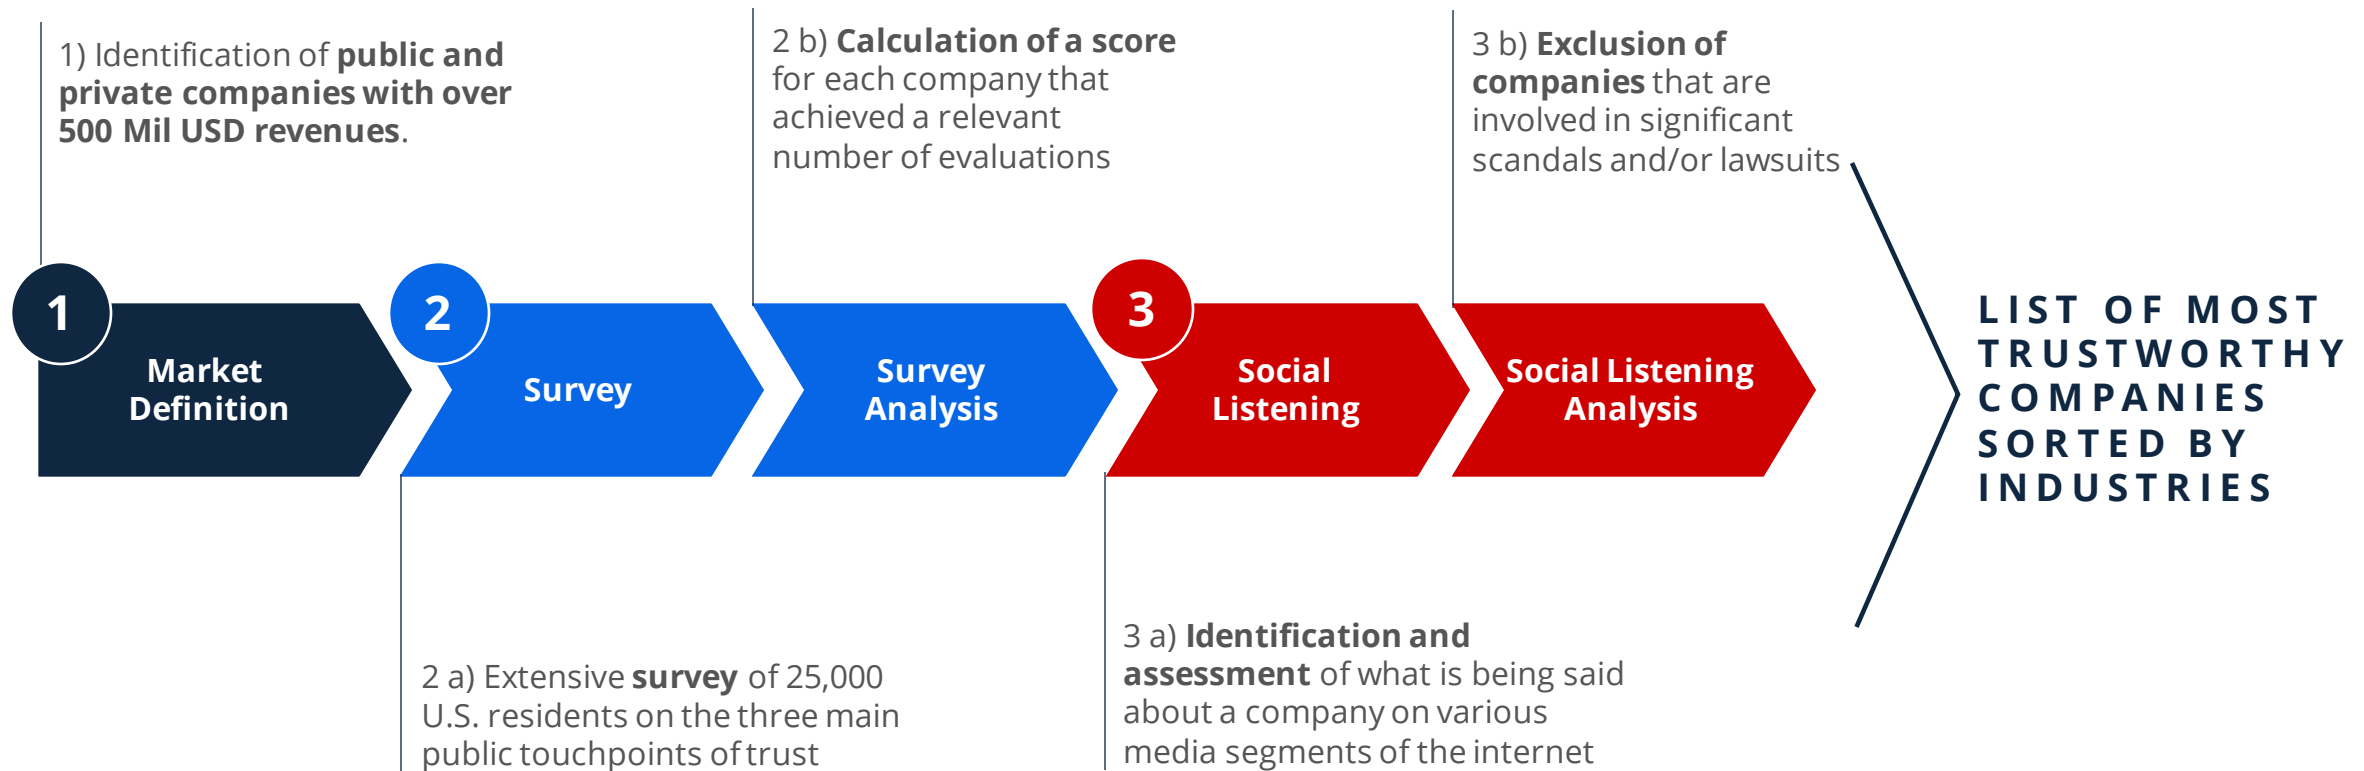 1) Identification of public and
private companies with over
500 Mil USD revenues.
2 b) Calculation of a score
for each company that
achieved a relevant
number of evaluations
3 b) Exclusion of
companies that are
involved in significant
scandals and/or lawsuits
1
Market
Definition
2
Survey
Survey
Analysis
3
Social
Listening
Social Listening
Analysis
LIST OF MOST
TRUSTWORTHY
COMPANIES
SORTED BY
INDUSTRIES
2 a) Extensive survey of 25,000
U.S. residents on the three main
public touchpoints of trust
3 a) Identification and
assessment of what is being said
about a company on various
media segments of the internet